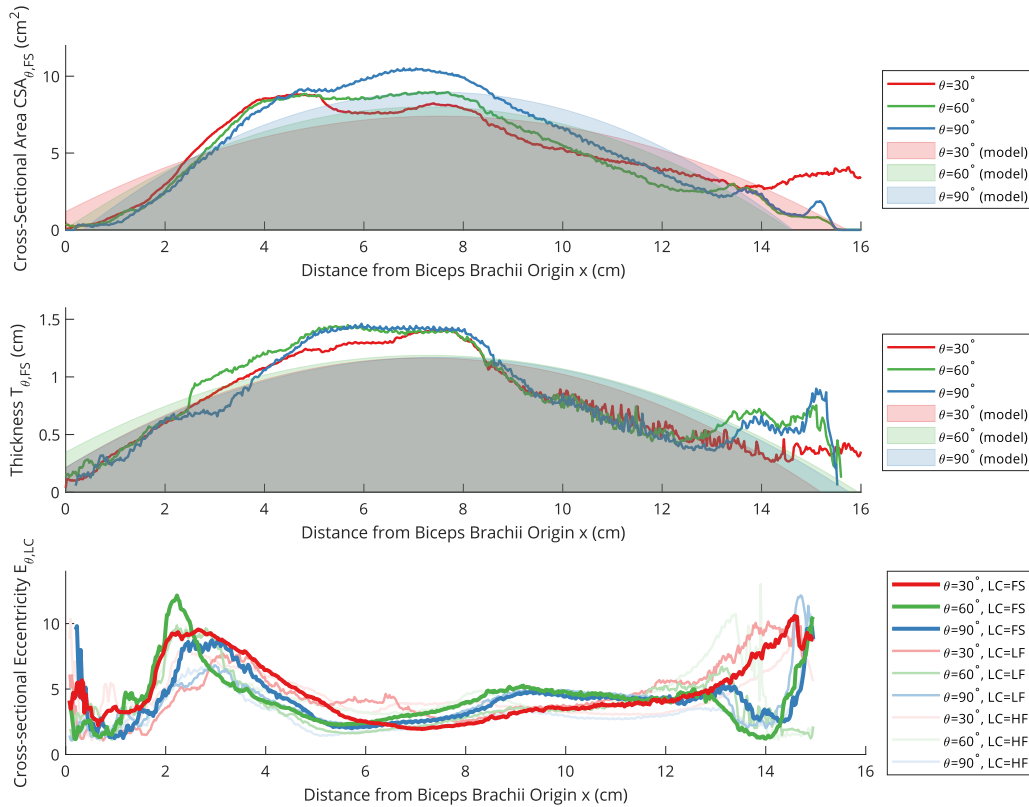 Cross-Sectional Area CSAθ,FS (cm²)
10
5
0
0 2 4 6 8 10 12 14 16
Distance from Biceps Brachii Origin x (cm)
θ=30°
θ=60°
θ=90°
θ=30° (model)
θ=60° (model)
θ=90° (model)
Thickness Tθ,FS (cm)
1.5
1
0.5
0
0 2 4 6 8 10 12 14 16
Distance from Biceps Brachii Origin x (cm)
θ=30°
θ=60°
θ=90°
θ=30° (model)
θ=60° (model)
θ=90° (model)
Cross-sectional Eccentricity Eθ,LC
10
5
0
0 2 4 6 8 10 12 14 16
Distance from Biceps Brachii Origin x (cm)
θ=30°, LC=FS
θ=60°, LC=FS
θ=90°, LC=FS
θ=30°, LC=LF
θ=60°, LC=LF
θ=90°, LC=LF
θ=30°, LC=HF
θ=60°, LC=HF
θ=90°, LC=HF